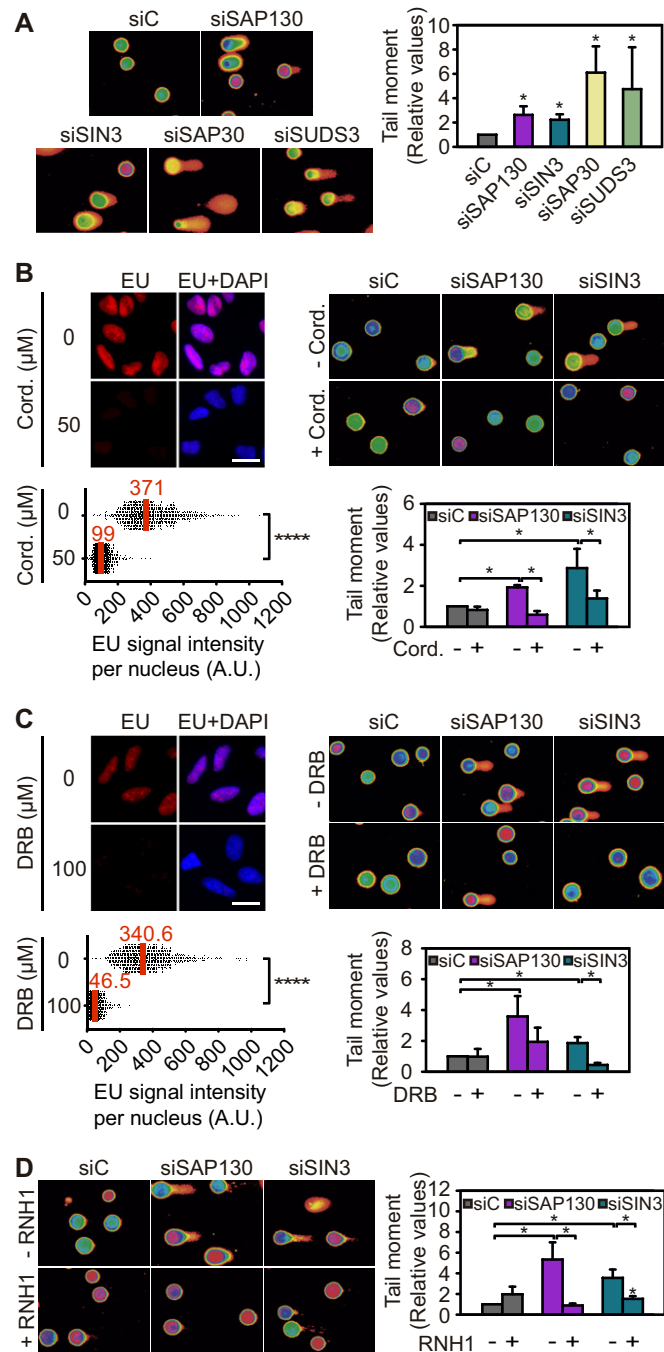 A
siC
siSAP130
siSIN3
siSAP30
siSUDS3
Tail moment
(Relative values)
10
8
6
4
2
0
*
*
*
*
siC
siSAP130
siSIN3
siSAP30
siSUDS3
B
EU
EU+DAPI
Cord. (µM)
0
50
siC
siSAP130
siSIN3
- Cord.
+ Cord.
Cord. (µM)
0
50
371
99
****
0
200
400
600
800
1000
1200
EU signal intensity
per nucleus (A.U.)
Tail moment
(Relative values)
6
4
2
0
siC
siSAP130
siSIN3
*
*
*
*
Cord.
- + - + - +
C
EU
EU+DAPI
DRB (µM)
0
100
siC
siSAP130
siSIN3
- DRB
+ DRB
DRB (µM)
0
100
340.6
46.5
****
0
200
400
600
800
1000
1200
EU signal intensity
per nucleus (A.U.)
Tail moment
(Relative values)
8
6
4
2
0
siC
siSAP130
siSIN3
*
*
*
DRB
- + - + - +
D
siC
siSAP130
siSIN3
- RNH1
+ RNH1
Tail moment
(Relative values)
12
10
8
6
4
2
0
siC
siSAP130
siSIN3
*
*
*
*
*
RNH1
- + - + - +